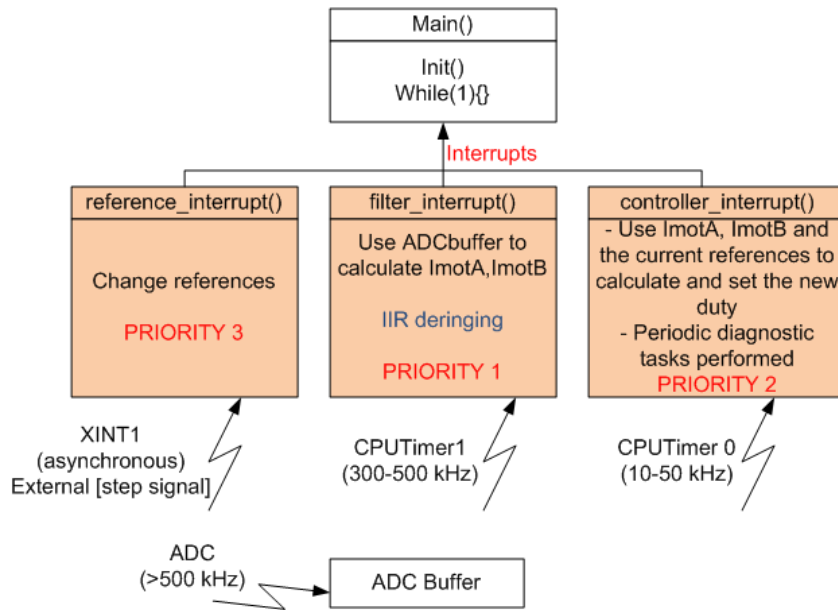 Main()
Init()
While(1){}
Interrupts
reference_interrupt()
Change references
PRIORITY 3
filter_interrupt()
Use ADCbuffer to
calculate ImotA,ImotB
IIR deringing
PRIORITY 1
controller_interrupt()
- Use ImotA, ImotB and
the current references to
calculate and set the new
duty
- Periodic diagnostic
tasks performed
PRIORITY 2
XINT1
(asynchronous)
External [step signal]
CPUTimer1
(300-500 kHz)
CPUTimer 0
(10-50 kHz)
ADC
(>500 kHz)
ADC Buffer